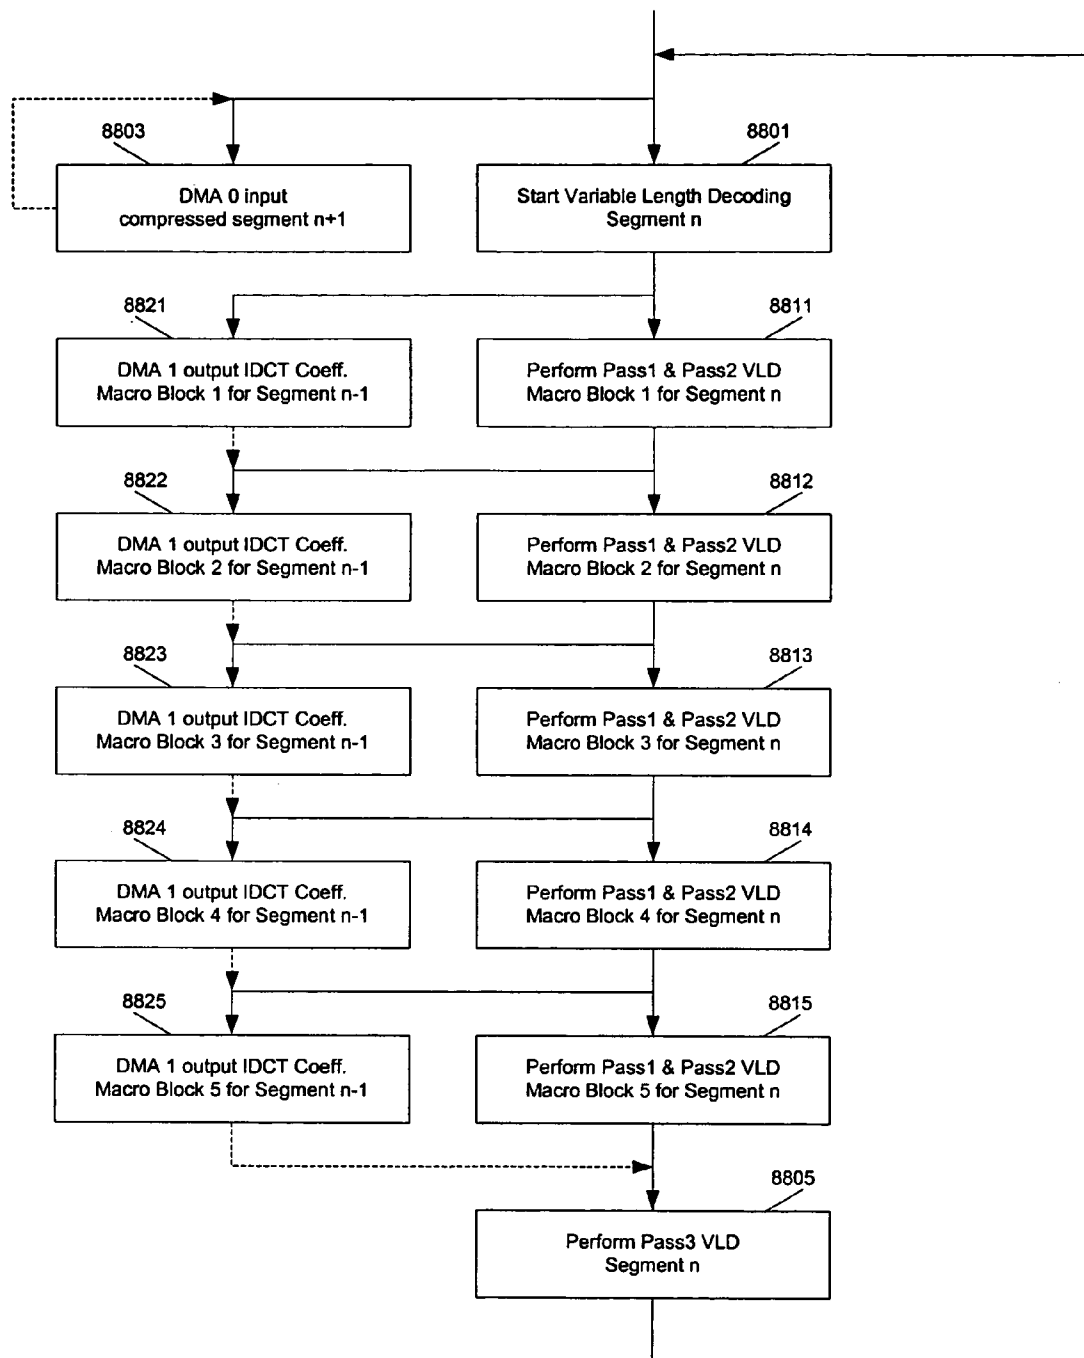 8803
8801
DMA 0 input
compressed segment n+1
Start Variable Length Decoding
Segment n
8821
8811
DMA 1 output IDCT Coeff.
Macro Block 1 for Segment n-1
Perform Pass1 & Pass2 VLD
Macro Block 1 for Segment n
8822
8812
DMA 1 output IDCT Coeff.
Macro Block 2 for Segment n-1
Perform Pass1 & Pass2 VLD
Macro Block 2 for Segment n
8823
8813
DMA 1 output IDCT Coeff.
Macro Block 3 for Segment n-1
Perform Pass1 & Pass2 VLD
Macro Block 3 for Segment n
8824
8814
DMA 1 output IDCT Coeff.
Macro Block 4 for Segment n-1
Perform Pass1 & Pass2 VLD
Macro Block 4 for Segment n
8825
8815
DMA 1 output IDCT Coeff.
Macro Block 5 for Segment n-1
Perform Pass1 & Pass2 VLD
Macro Block 5 for Segment n
8805
Perform Pass3 VLD
Segment n